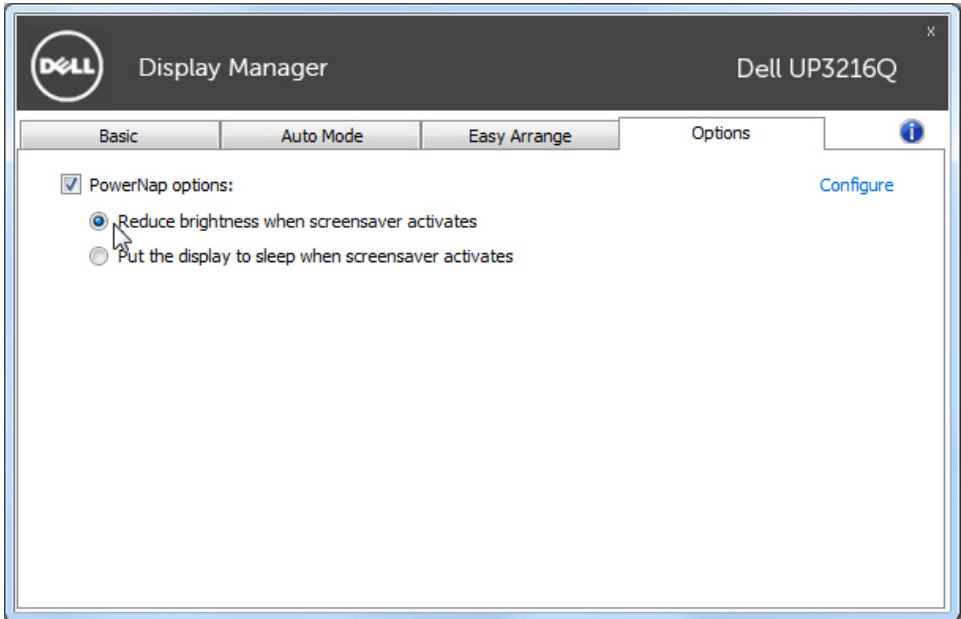 x
DELL Display Manager Dell UP3216Q
Basic Auto Mode Easy Arrange Options i
PowerNap options: Configure
Reduce brightness when screensaver activates
Put the display to sleep when screensaver activates